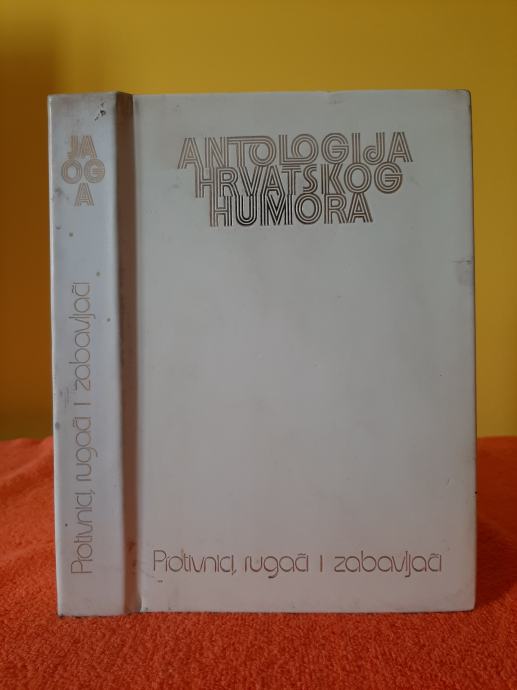 JA
OG
A
Protivnici, rugači i zabavljači
ANTOLOGIJA
HRVATSKOG
HUMORA
Protivnici, rugači i zabavljači